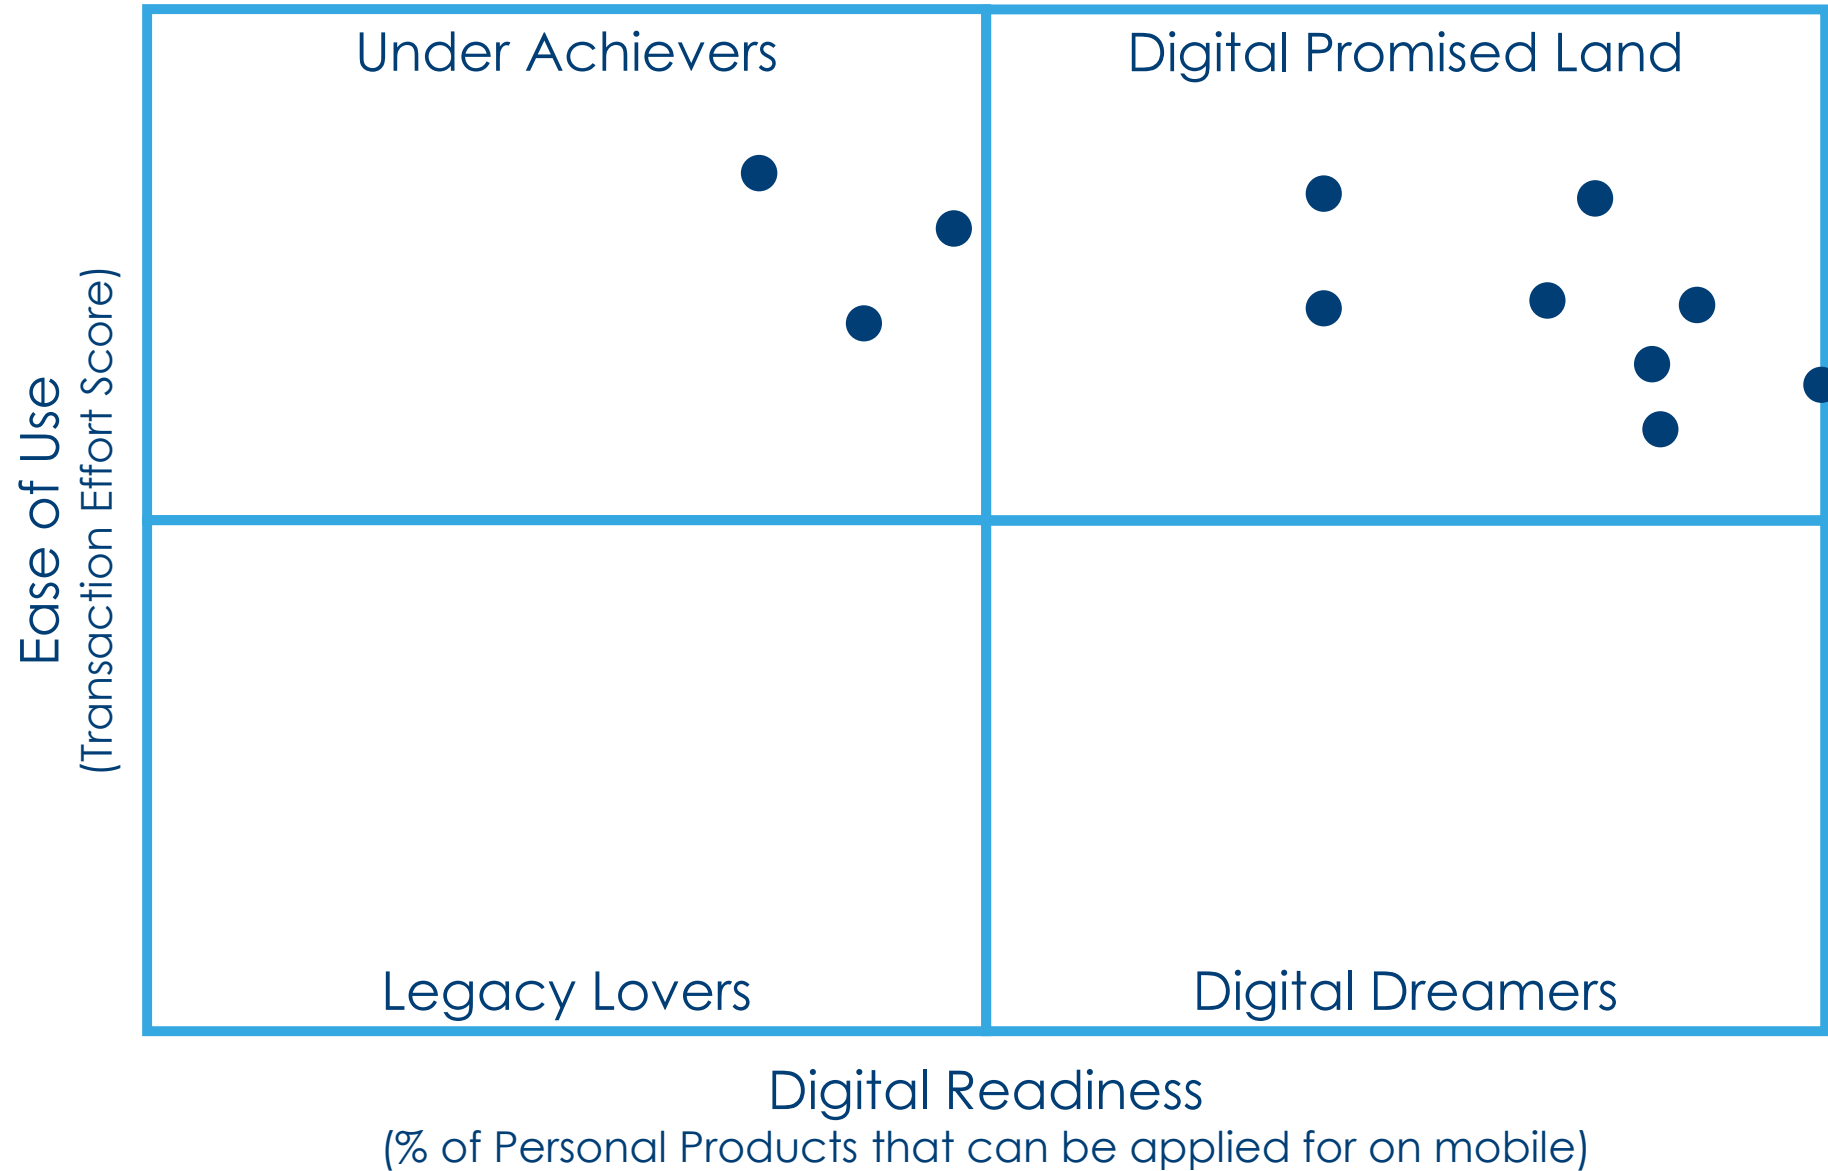 Under Achievers
Digital Promised Land
Ease of Use
(Transaction Effort Score)
Legacy Lovers
Digital Dreamers
Digital Readiness
(% of Personal Products that can be applied for on mobile)